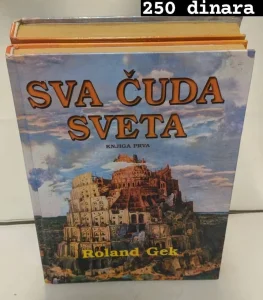 250 dinara
SVA ČUDA
SVETA
KNJIGA PRVA
Roland Gek